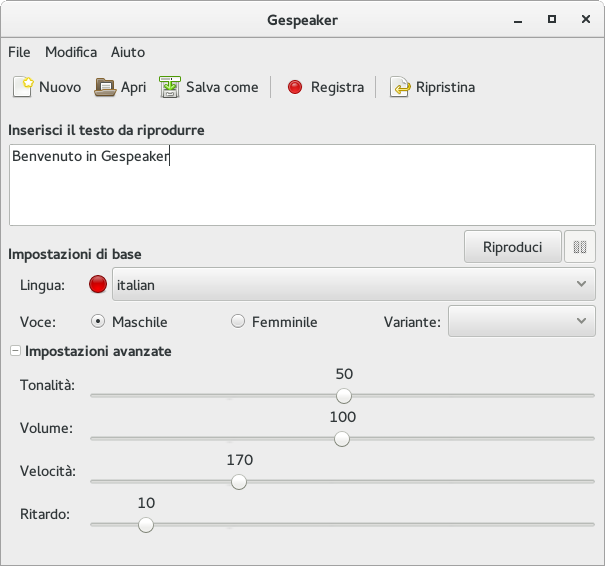 Gespeaker
File Modifica Aiuto
Nuovo Apri Salva come Registra Ripristina
Inserisci il testo da riprodurre
Benvenuto in Gespeaker
Riproduci
Impostazioni di base
Lingua: italian
Voce: Maschile Femminile Variante:
Impostazioni avanzate
50
Tonalità:
100
Volume:
170
Velocità:
10
Ritardo: